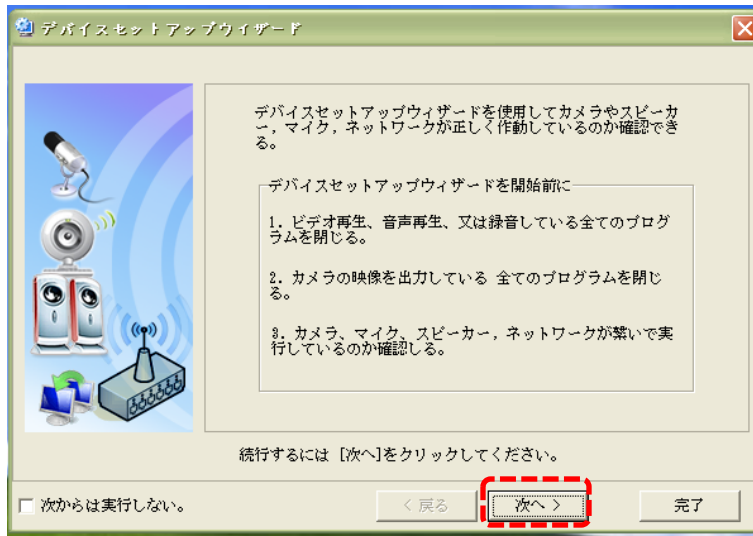 デバイスセットアップウィザード
デバイスセットアップウィザードを使用してカメラやスピーカ
ー，マイク，ネットワークが正しく作動しているのか確認でき
る。
デバイスセットアップウィザードを開始前に
1．ビデオ再生、音声再生、又は録音している全てのプログ
ラムを閉じる。
2．カメラの映像を出力している 全てのプログラムを閉じ
る。
3．カメラ、マイク、スピーカー，ネットワークが繋いで実
行しているのか確認しる。
続行するには [次へ]をクリックしてください。
次からは実行しない。
< 戻る
次へ >
完了